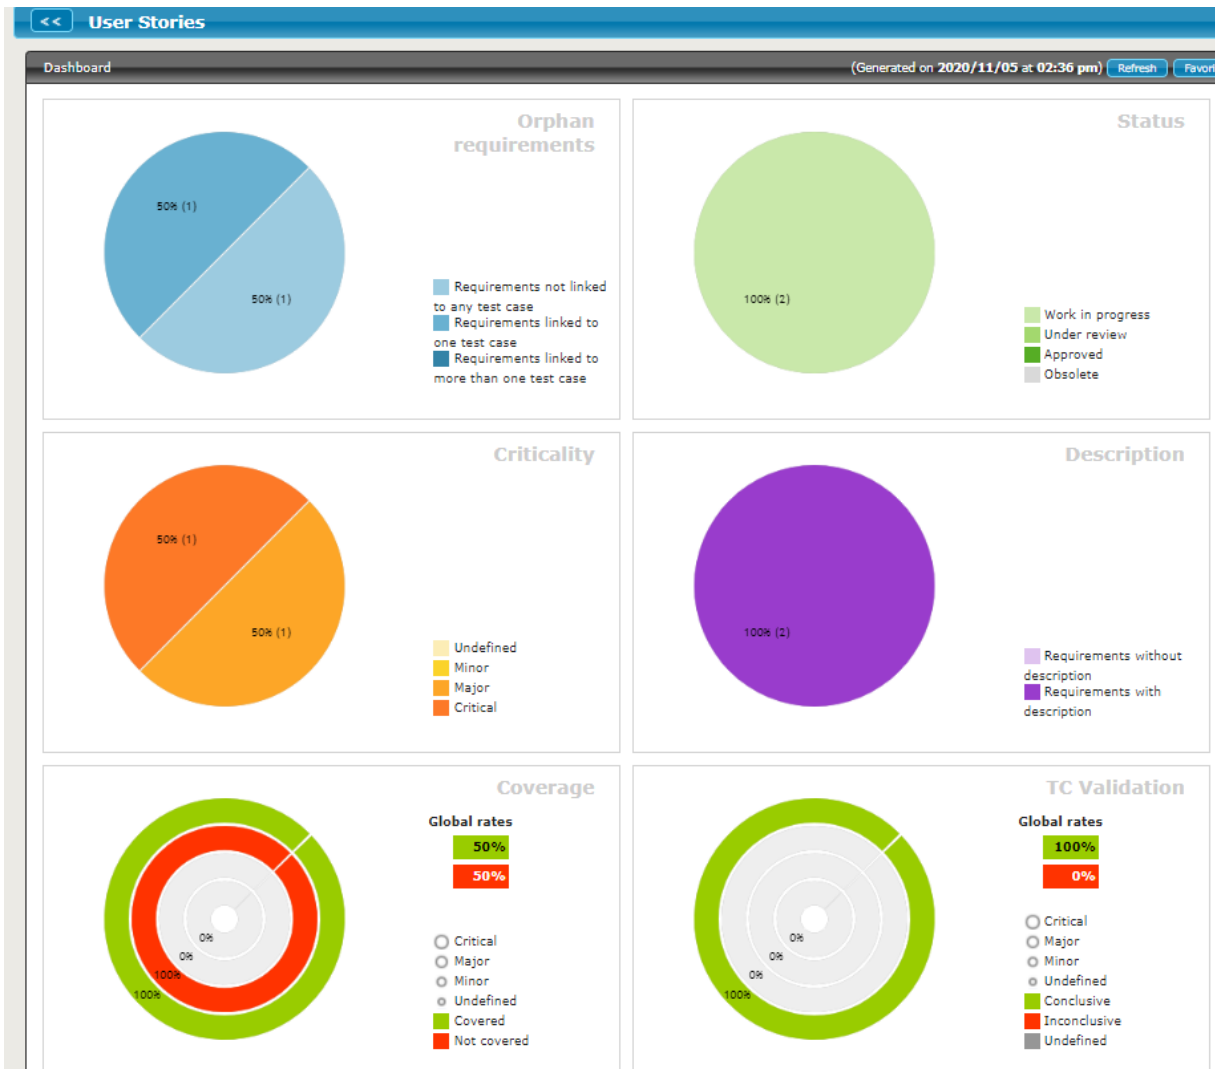 << User Stories
Dashboard
(Generated on 2020/11/05 at 02:36 pm) Refresh Favori
Orphan
requirements
50% (1)
50% (1)
Requirements not linked
to any test case
Requirements linked to
one test case
Requirements linked to
more than one test case
Status
100% (2)
Work in progress
Under review
Approved
Obsolete
Criticality
50% (1)
50% (1)
Undefined
Minor
Major
Critical
Description
100% (2)
Requirements without
description
Requirements with
description
Coverage
Global rates
50%
50%
0%
0%
100%
100%
Critical
Major
Minor
Undefined
Covered
Not covered
TC Validation
Global rates
100%
0%
0%
0%
0%
100%
Critical
Major
Minor
Undefined
Conclusive
Inconclusive
Undefined